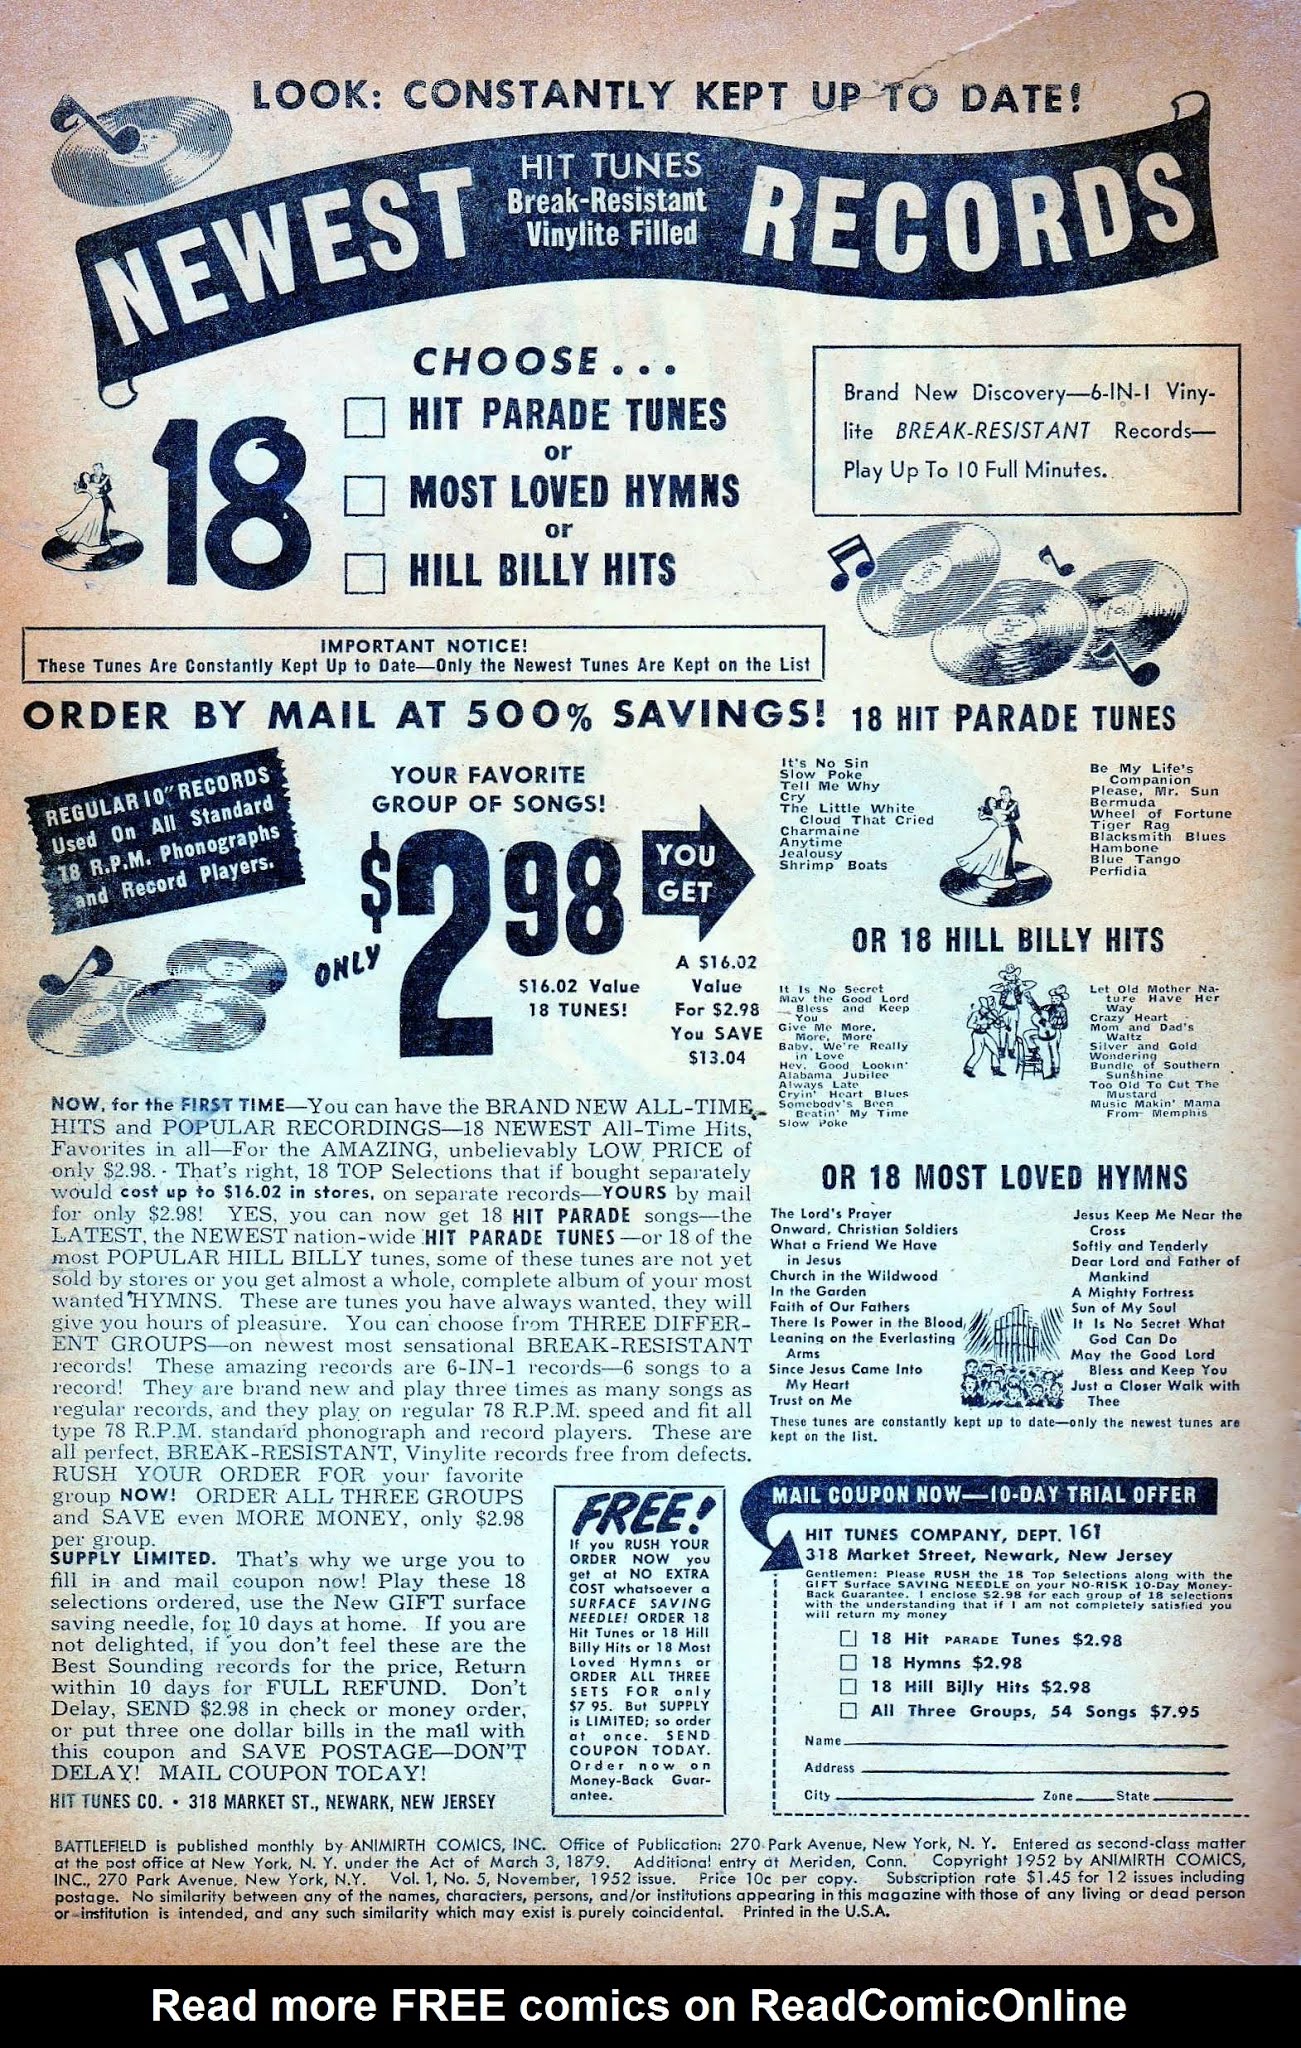 LOOK: CONSTANTLY KEPT UP TO DATE!
NEWEST
HIT TUNES
Break-Resistant
Vinylite Filled
RECORDS
CHOOSE...
18
HIT PARADE TUNES
or
MOST LOVED HYMNS
or
HILL BILLY HITS
Brand New Discovery—6-IN-1 Viny-
lite BREAK-RESISTANT Records—
Play Up To 10 Full Minutes.
IMPORTANT NOTICE!
These Tunes Are Constantly Kept Up to Date—Only the Newest Tunes Are Kept on the List
ORDER BY MAIL AT 500% SAVINGS!
REGULAR 10" RECORDS
Used On All Standard
78 R.P.M. Phonographs
and Record Players.
YOUR FAVORITE
GROUP OF SONGS!
ONLY
$2.98
$16.02 Value
18 TUNES!
YOU
GET
A $16.02
Value
For $2.98
You SAVE
$13.04
18 HIT PARADE TUNES
It's No Sin
Slow Poke
Tell Me Why
Cry
The Little White
Cloud That Cried
Charmaine
Anytime
Jealousy
Shrimp Boats
Be My Life's
Companion
Please, Mr. Sun
Bermuda
Wheel of Fortune
Tiger Rag
Blacksmith Blues
Hambone
Blue Tango
Perfidia
OR 18 HILL BILLY HITS
It Is No Secret
May the Good Lord
Bless and Keep
You
Give Me More,
More, More
Baby, We're Really
in Love
Hey, Good Lookin'
Alabama Jubilee
Always Late
Cryin' Heart Blues
Somebody's Been
Beatin' My Time
Slow Poke
Let Old Mother Na-
ture Have Her
Way
Crazy Heart
Mom and Dad's
Waltz
Silver and Gold
Wondering
Bundle of Southern
Sunshine
Too Old To Cut The
Mustard
Music Makin' Mama
From Memphis
OR 18 MOST LOVED HYMNS
The Lord's Prayer
Onward, Christian Soldiers
What a Friend We Have
in Jesus
Church in the Wildwood
In the Garden
Faith of Our Fathers
There Is Power in the Blood
Leaning on the Everlasting
Arms
Since Jesus Came Into
My Heart
Trust on Me
Jesus Keep Me Near the
Cross
Softly and Tenderly
Dear Lord and Father of
Mankind
A Mighty Fortress
Sun of My Soul
It Is No Secret What
God Can Do
May the Good Lord
Bless and Keep You
Just a Closer Walk with
Thee
These tunes are constantly kept up to date—only the newest tunes are
kept on the list.
NOW, for the FIRST TIME—You can have the BRAND NEW ALL-TIME
HITS and POPULAR RECORDINGS—18 NEWEST All-Time Hits,
Favorites in all—For the AMAZING, unbelievably LOW PRICE of
only $2.98. That's right, 18 TOP Selections that if bought separately
would cost up to $16.02 in stores, on separate records—YOURS by mail
for only $2.98! YES, you can now get 18 HIT PARADE songs—the
LATEST, the NEWEST nation-wide HIT PARADE TUNES—or 18 of the
most POPULAR HILL BILLY tunes, some of these tunes are not yet
sold by stores or you get almost a whole, complete album of your most
wanted HYMNS. These are tunes you have always wanted, they will
give you hours of pleasure. You can choose from THREE DIFFER-
ENT GROUPS—on newest most sensational BREAK-RESISTANT
records! These amazing records are 6-IN-1 records—6 songs to a
record! They are brand new and play three times as many songs as
regular records, and they play on regular 78 R.P.M. speed and fit all
type 78 R.P.M. standard phonograph and record players. These are
all perfect, BREAK-RESISTANT, Vinylite records free from defects.
RUSH YOUR ORDER FOR your favorite
group NOW! ORDER ALL THREE GROUPS
and SAVE even MORE MONEY, only $2.98
per group.
SUPPLY LIMITED. That's why we urge you to
fill in and mail coupon now! Play these 18
selections ordered, use the New GIFT surface
saving needle, for 10 days at home. If you are
not delighted, if you don't feel these are the
Best Sounding records for the price, Return
within 10 days for FULL REFUND. Don't
Delay, SEND $2.98 in check or money order,
or put three one dollar bills in the mail with
this coupon and SAVE POSTAGE—DON'T
DELAY! MAIL COUPON TODAY!
HIT TUNES CO. • 318 MARKET ST., NEWARK, NEW JERSEY
FREE!
If you RUSH YOUR
ORDER NOW you
get at NO EXTRA
COST whatsoever a
SURFACE SAVING
NEEDLE! ORDER 18
Hit Tunes or 18 Hill
Billy Hits or 18 Most
Loved Hymns or
ORDER ALL THREE
SETS FOR only
$7 95. But SUPPLY
is LIMITED; so order
at once. SEND
COUPON TODAY.
Order now on
Money-Back Guar-
antee.
MAIL COUPON NOW—10-DAY TRIAL OFFER
HIT TUNES COMPANY, DEPT. 161
318 Market Street, Newark, New Jersey
Gentlemen: Please RUSH the 18 Top Selections along with the
GIFT Surface SAVING NEEDLE on your NO-RISK 10-Day Money-
Back Guarantee. I enclose $2.98 for each group of 18 selections
with the understanding that if I am not completely satisfied you
will return my money
18 Hit PARADE Tunes $2.98
18 Hymns $2.98
18 Hill Billy Hits $2.98
All Three Groups, 54 Songs $7.95
Name
Address
City Zone State
BATTLEFIELD is published monthly by ANIMIRTH COMICS, INC. Office of Publication: 270 Park Avenue, New York, N. Y. Entered as second-class matter
at the post office at New York, N. Y. under the Act of March 3, 1879. Additional entry at Meriden, Conn. Copyright 1952 by ANIMIRTH COMICS,
INC., 270 Park Avenue, New York, N.Y. Vol. 1, No. 5, November, 1952 issue. Price 10c per copy. Subscription rate $1.45 for 12 issues including
postage. No similarity between any of the names, characters, persons, and/or institutions appearing in this magazine with those of any living or dead person
or institution is intended, and any such similarity which may exist is purely coincidental. Printed in the U.S.A.
Read more FREE comics on ReadComicOnline